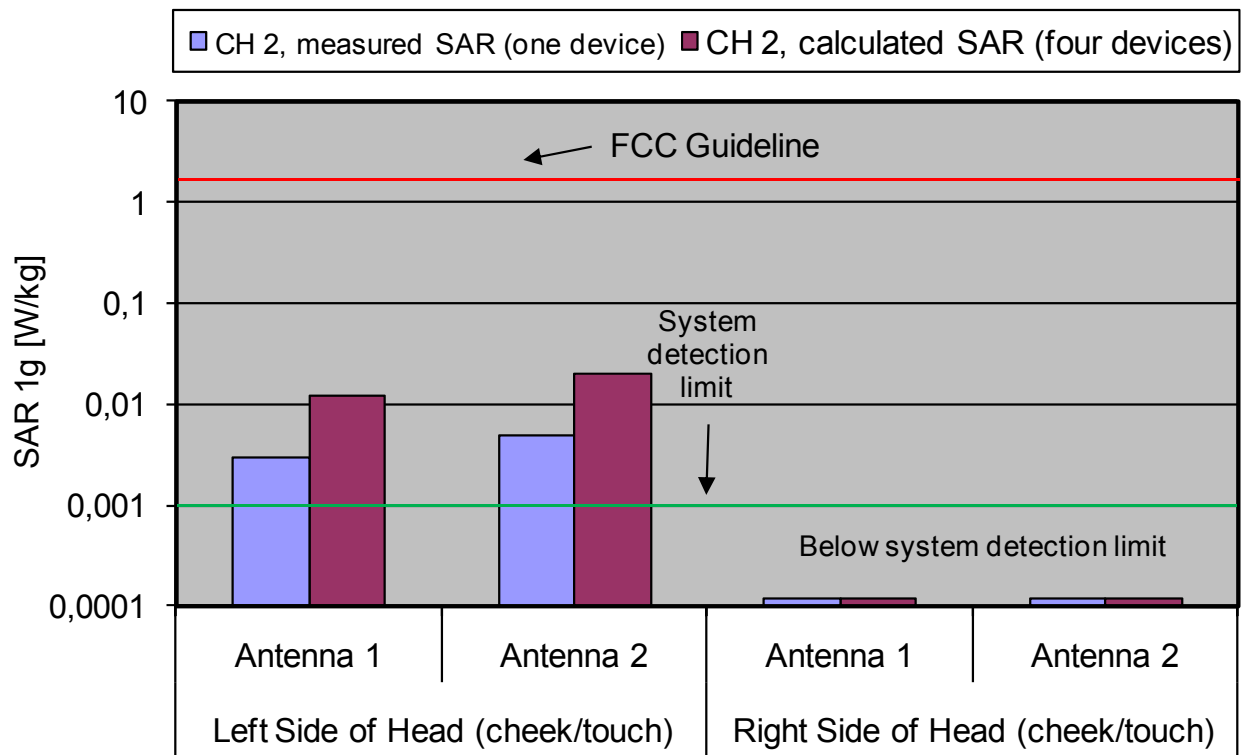 CH 2, measured SAR (one device) CH 2, calculated SAR (four devices)
10
FCC Guideline
1
0,1
System
detection
limit
0,01
0,001
Below system detection limit
0,0001
SAR 1g [W/kg]
Antenna 1 Antenna 2 Antenna 1 Antenna 2
Left Side of Head (cheek/touch) Right Side of Head (cheek/touch)